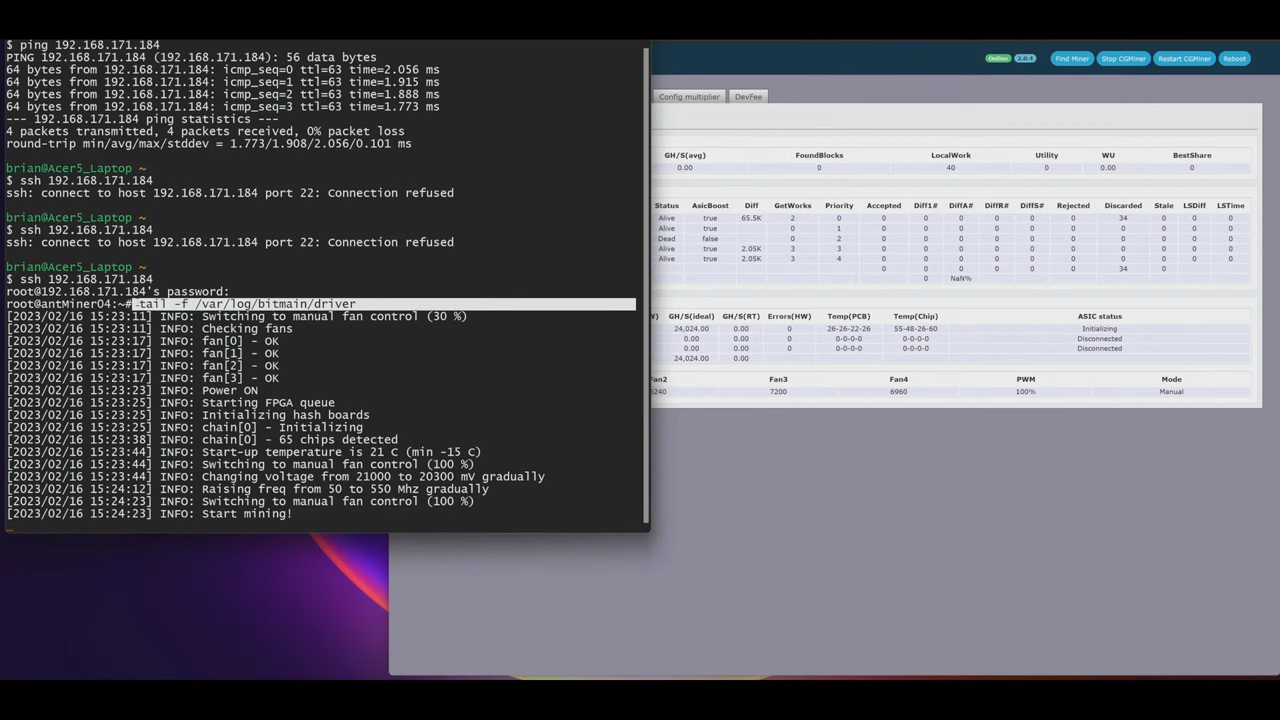 $ ping 192.168.171.184
PING 192.168.171.184 (192.168.171.184): 56 data bytes
64 bytes from 192.168.171.184: icmp_seq=0 ttl=63 time=2.056 ms
64 bytes from 192.168.171.184: icmp_seq=1 ttl=63 time=1.915 ms
64 bytes from 192.168.171.184: icmp_seq=2 ttl=63 time=1.888 ms
64 bytes from 192.168.171.184: icmp_seq=3 ttl=63 time=1.773 ms
--- 192.168.171.184 ping statistics ---
4 packets transmitted, 4 packets received, 0% packet loss
round-trip min/avg/max/stddev = 1.773/1.908/2.056/0.101 ms
brian@Acer5_Laptop ~
$ ssh 192.168.171.184
ssh: connect to host 192.168.171.184 port 22: Connection refused
brian@Acer5_Laptop ~
$ ssh 192.168.171.184
ssh: connect to host 192.168.171.184 port 22: Connection refused
brian@Acer5_Laptop ~
$ ssh 192.168.171.184
root@192.168.171.184's password:
root@antMiner04:~# tail -f /var/log/bitmain/driver
[2023/02/16 15:23:11] INFO: Switching to manual fan control (30 %)
[2023/02/16 15:23:11] INFO: Checking fans
[2023/02/16 15:23:17] INFO: fan[0] - OK
[2023/02/16 15:23:17] INFO: fan[1] - OK
[2023/02/16 15:23:17] INFO: fan[2] - OK
[2023/02/16 15:23:17] INFO: fan[3] - OK
[2023/02/16 15:23:23] INFO: Power ON
[2023/02/16 15:23:25] INFO: Starting FPGA queue
[2023/02/16 15:23:25] INFO: Initializing hash boards
[2023/02/16 15:23:25] INFO: chain[0] - Initializing
[2023/02/16 15:23:38] INFO: chain[0] - 65 chips detected
[2023/02/16 15:23:44] INFO: Start-up temperature is 21 C (min -15 C)
[2023/02/16 15:23:44] INFO: Switching to manual fan control (100 %)
[2023/02/16 15:23:44] INFO: Changing voltage from 21000 to 20300 mV gradually
[2023/02/16 15:24:12] INFO: Raising freq from 50 to 550 Mhz gradually
[2023/02/16 15:24:23] INFO: Switching to manual fan control (100 %)
[2023/02/16 15:24:23] INFO: Start mining!
Online 2.0.4 Find Miner Stop CGMiner Restart CGMiner Reboot
Config multiplier DevFee
GH/S(avg) FoundBlocks LocalWork Utility WU BestShare
0.00 0 40 0 0.00 0
Status AsicBoost Diff GetWorks Priority Accepted Diff1# DiffA# DiffR# DiffS# Rejected Discarded Stale LSDiff LSTime
Alive true 65.5K 2 0 0 0 0 0 0 0 34 0 0 0
Alive true 0 1 0 0 0 0 0 0 0 0 0 0
Dead false 0 2 0 0 0 0 0 0 0 0 0 0
Alive true 2.05K 3 3 0 0 0 0 0 0 0 0 0 0
Alive true 2.05K 3 4 0 0 0 0 0 0 0 0 0 0
0 0 0 0 0 0 34 0
0 NaN%
W) GH/S(ideal) GH/S(RT) Errors(HW) Temp(PCB) Temp(Chip) ASIC status
24,024.00 0.00 0 26-26-22-26 55-48-26-60 Initializing
0.00 0.00 0 0-0-0-0 0-0-0-0 Disconnected
0.00 0.00 0 0-0-0-0 0-0-0-0 Disconnected
24,024.00 0.00
Fan2 Fan3 Fan4 PWM Mode
6240 7200 6960 100% Manual